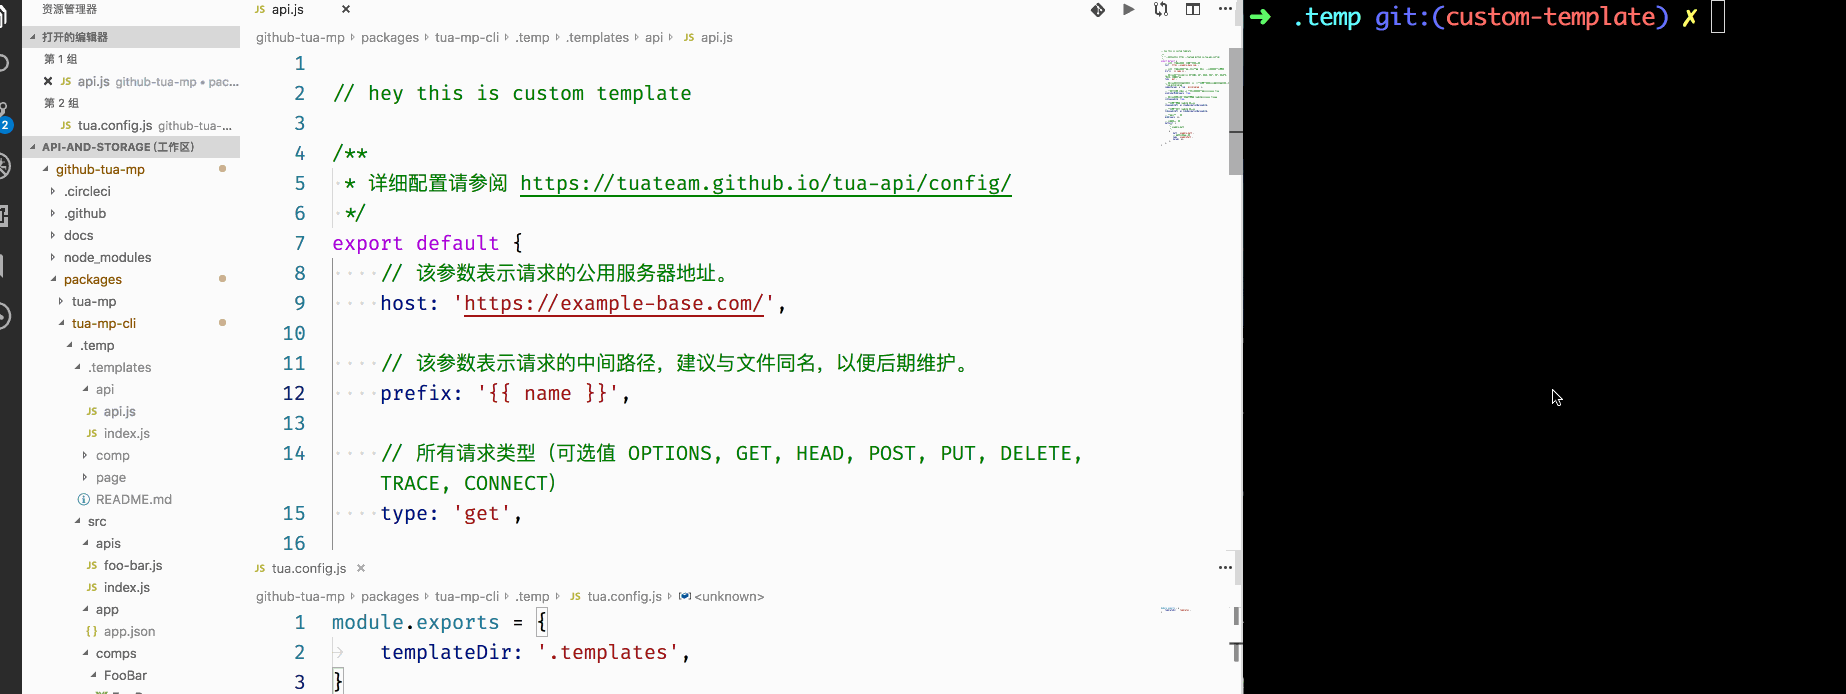 资源管理器
打开的编辑器
第 1 组
JS api.js github-tua-mp • pac...
第 2 组
JS tua.config.js github-tua-...
2
API-AND-STORAGE (工作区)
github-tua-mp
.circleci
.github
docs
node_modules
packages
tua-mp
tua-mp-cli
.temp
.templates
api
JS api.js
JS index.js
comp
page
README.md
src
apis
JS foo-bar.js
JS index.js
app
{} app.json
comps
FooBar
JS api.js
github-tua-mp packages tua-mp-cli .temp .templates api JS api.js
1
2 // hey this is custom template
3
4 /**
5 * 详细配置请参阅 https://tuateam.github.io/tua-api/config/
6 */
7 export default {
8 // 该参数表示请求的公用服务器地址。
9 host: 'https://example-base.com/',
10
11 // 该参数表示请求的中间路径，建议与文件同名，以便后期维护。
12 prefix: '{{ name }}',
13
14 // 所有请求类型（可选值 OPTIONS, GET, HEAD, POST, PUT, DELETE,
TRACE, CONNECT）
15 type: 'get',
16
JS tua.config.js
github-tua-mp packages tua-mp-cli .temp JS tua.config.js <unknown>
1 module.exports = {
2 templateDir: '.templates',
3 }
➜ .temp git:(custom-template) ✗